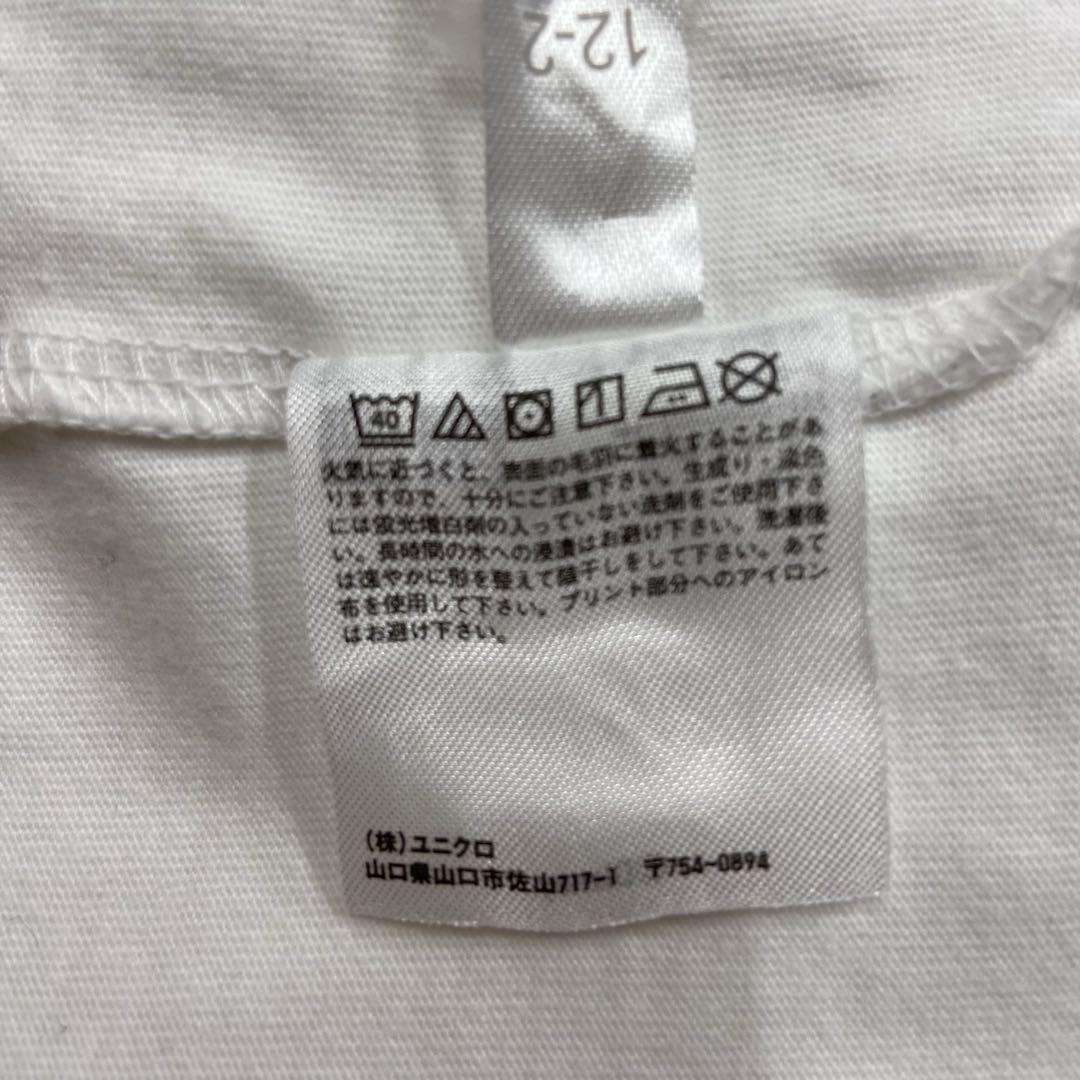 12-2
40
火気に近づくと、表面の毛羽に着火することがあ
りますので、十分にご注意下さい。生成り・淡色
には蛍光増白剤の入っていない洗剤をご使用下さ
い。長時間の水への浸漬はお避け下さい。洗濯後
は速やかに形を整えて陰干しをして下さい。あて
布を使用して下さい。プリント部分へのアイロン
はお避け下さい。
(株)ユニクロ
山口県山口市佐山717-1 〒754-0894